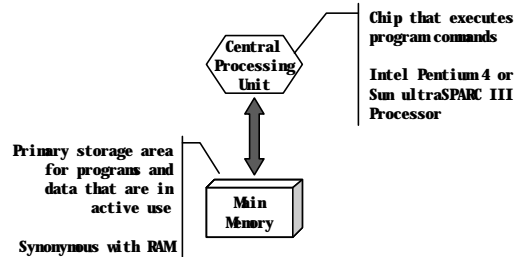 Chip that executes
program commands
Intel Pentium 4 or
Sun ultraSPARC III
Processor
Central
Processing
Unit
Primary storage area
for programs and
data that are in
active use
Synonymous with RAM
Main
Memory